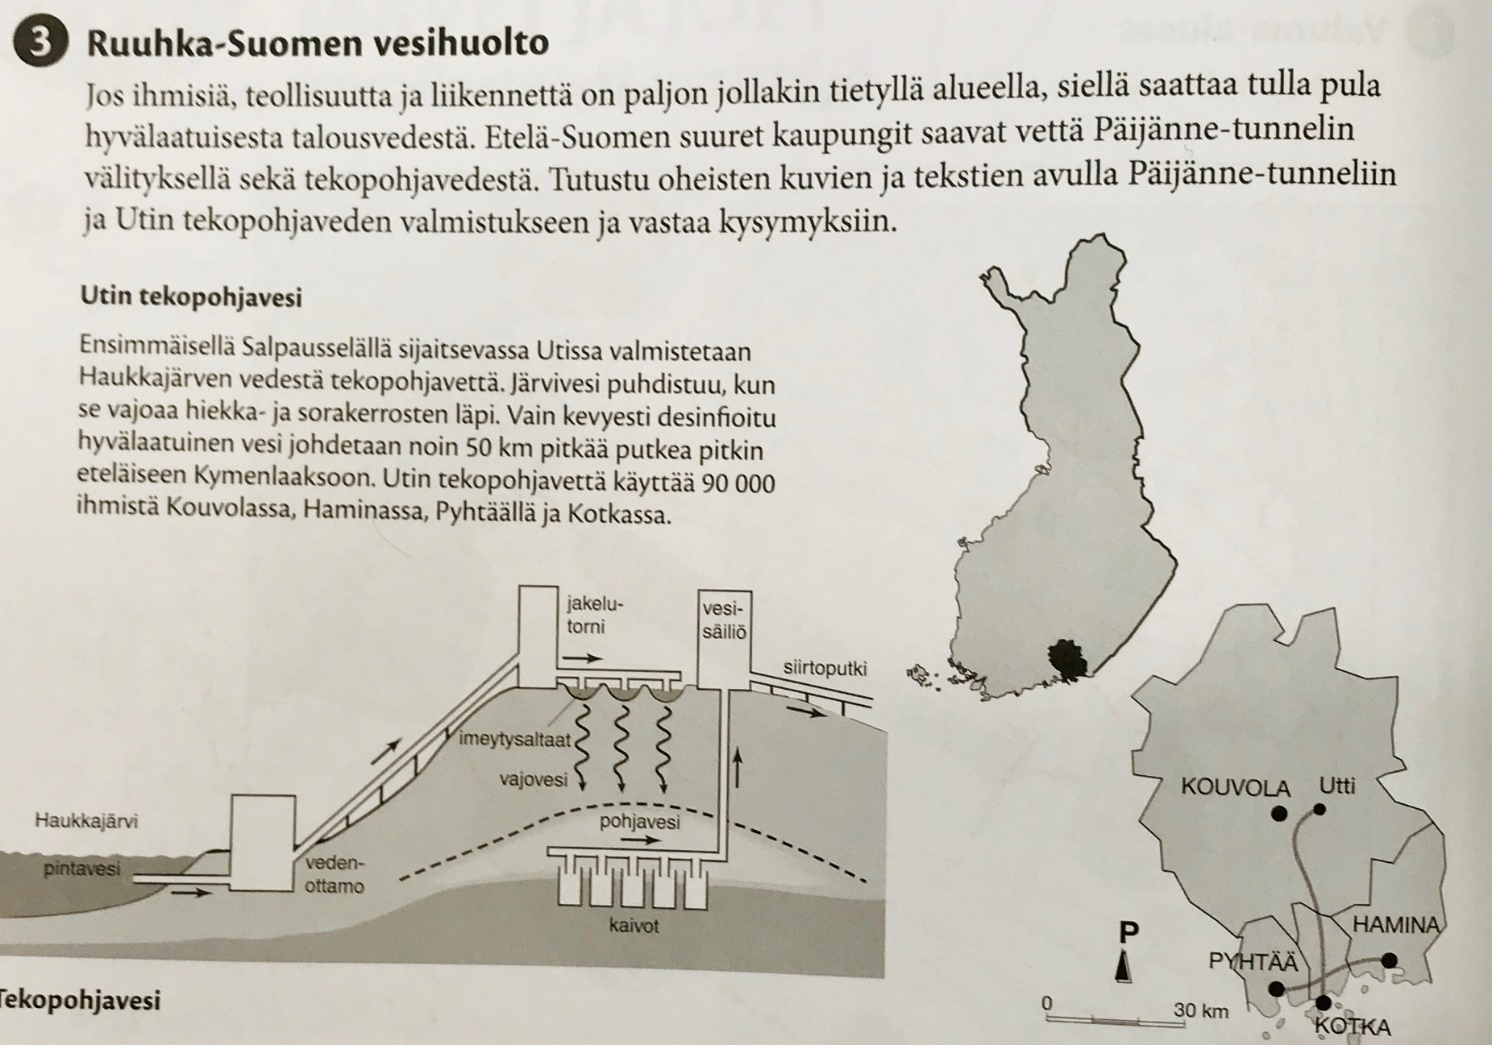 3 Ruuhka-Suomen vesihuolto
Jos ihmisiä, teollisuutta ja liikennettä on paljon jollakin tietyllä alueella, siellä saattaa tulla pula
hyvälaatuisesta talousvedestä. Etelä-Suomen suuret kaupungit saavat vettä Päijänne-tunnelin
välityksellä sekä tekopohjavedestä. Tutustu oheisten kuvien ja tekstien avulla Päijänne-tunneliin
ja Utin tekopohjaveden valmistukseen ja vastaa kysymyksiin.
Utin tekopohjavesi
Ensimmäisellä Salpausselällä sijaitsevassa Utissa valmistetaan
Haukkajärven vedestä tekopohjavettä. Järvivesi puhdistuu, kun
se vajoaa hiekka- ja sorakerrosten läpi. Vain kevyesti desinfioitu
hyvälaatuinen vesi johdetaan noin 50 km pitkää putkea pitkin
eteläiseen Kymenlaaksoon. Utin tekopohjavettä käyttää 90 000
ihmistä Kouvolassa, Haminassa, Pyhtäällä ja Kotkassa.
jakelu-
torni
vesi-
säiliö
siirtoputki
imeytysaltaat
vajovesi
pohjavesi
Haukkajärvi
pintavesi
veden-
ottamo
kaivot
Tekopohjavesi
KOUVOLA
Utti
HAMINA
PYHTÄÄ
KOTKA
P
0 30 km